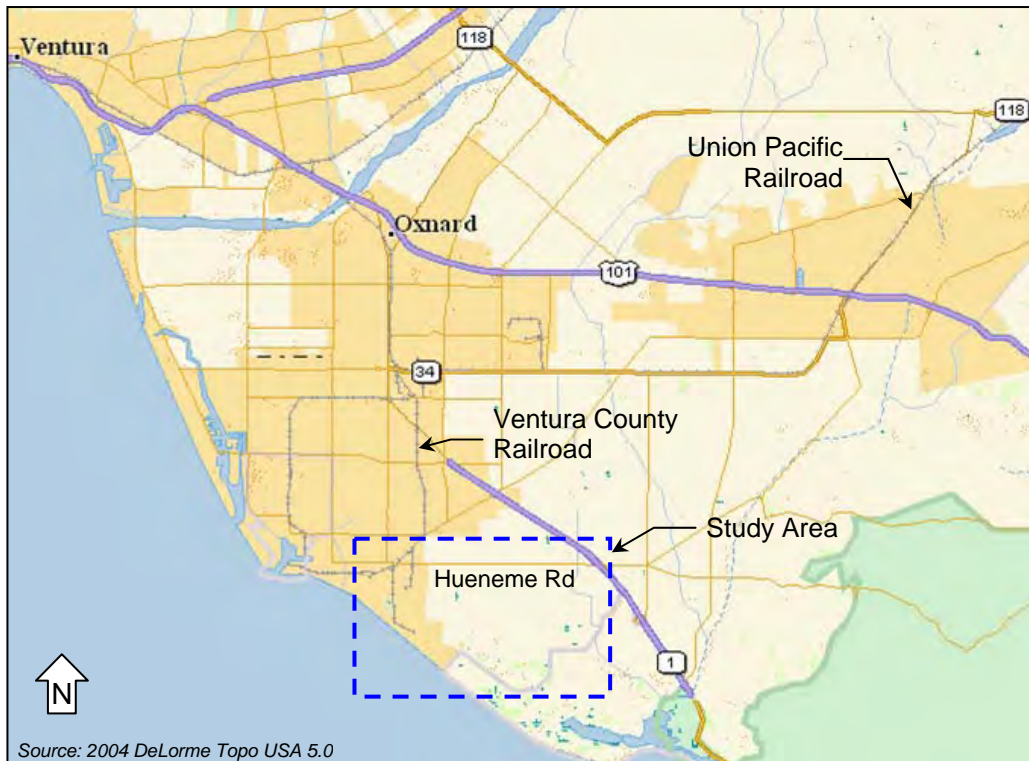 Ventura
118
118
Union Pacific
Railroad
Oxnard
101
34
Ventura County
Railroad
Study Area
Hueneme Rd
1
N
Source: 2004 DeLorme Topo USA 5.0